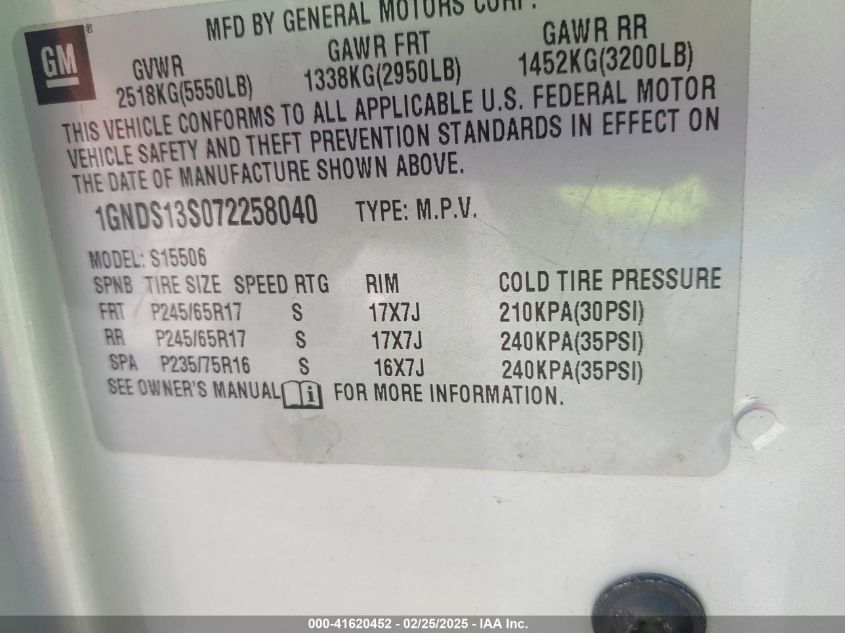 MFD BY GENERAL MOTORS CORP.
GM ®
GVWR GAWR FRT GAWR RR
2518KG(5550LB) 1338KG(2950LB) 1452KG(3200LB)
THIS VEHICLE CONFORMS TO ALL APPLICABLE U.S. FEDERAL MOTOR
VEHICLE SAFETY AND THEFT PREVENTION STANDARDS IN EFFECT ON
THE DATE OF MANUFACTURE SHOWN ABOVE.
1GNDS13S072258040 TYPE: M.P.V.
MODEL: S15506
SPNB TIRE SIZE SPEED RTG RIM COLD TIRE PRESSURE
FRT P245/65R17 S 17X7J 210KPA(30PSI)
RR P245/65R17 S 17X7J 240KPA(35PSI)
SPA P235/75R16 S 16X7J 240KPA(35PSI)
SEE OWNER'S MANUAL i FOR MORE INFORMATION.
000-41620452 - 02/25/2025 - IAA Inc.